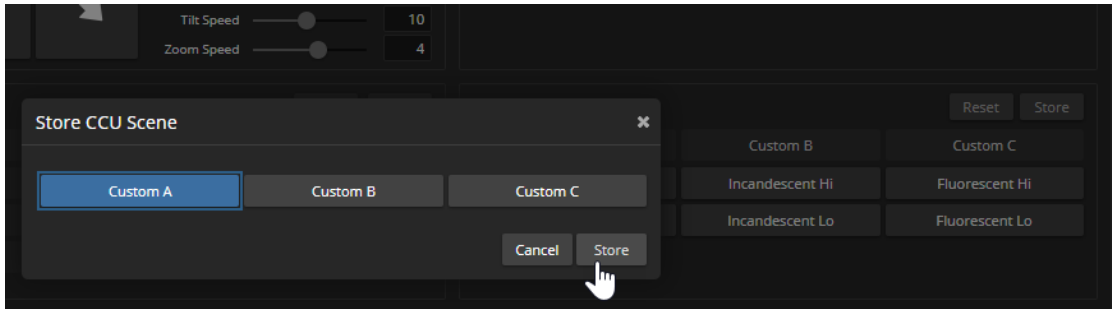 Tilt Speed 10
Zoom Speed 4
Reset Store
Store CCU Scene
Custom B Custom C
Custom A Custom B Custom C
Incandescent Hi Fluorescent Hi
Incandescent Lo Fluorescent Lo
Cancel Store